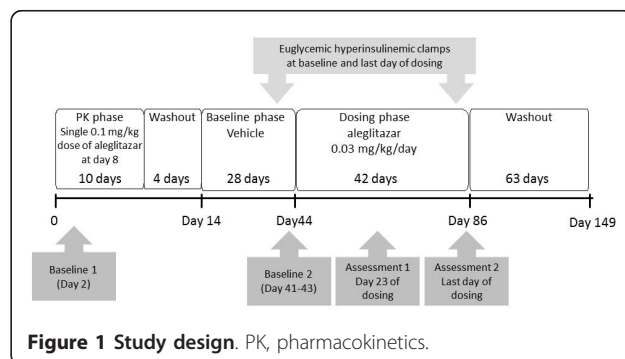 Euglycemic hyperinsulinemic clamps
at baseline and last day of dosing
PK phase
Single 0.1 mg/kg
dose of aleglitazar
at day 8
10 days
Washout
4 days
Baseline phase
Vehicle
28 days
Dosing phase
aleglitazar
0.03 mg/kg/day
42 days
Washout
63 days
0
Day 14
Day44
Day 86
Day 149
Baseline 1
(Day 2)
Baseline 2
(Day 41-43)
Assessment 1
Day 23 of
dosing
Assessment 2
Last day of
dosing
Figure 1 Study design. PK, pharmacokinetics.